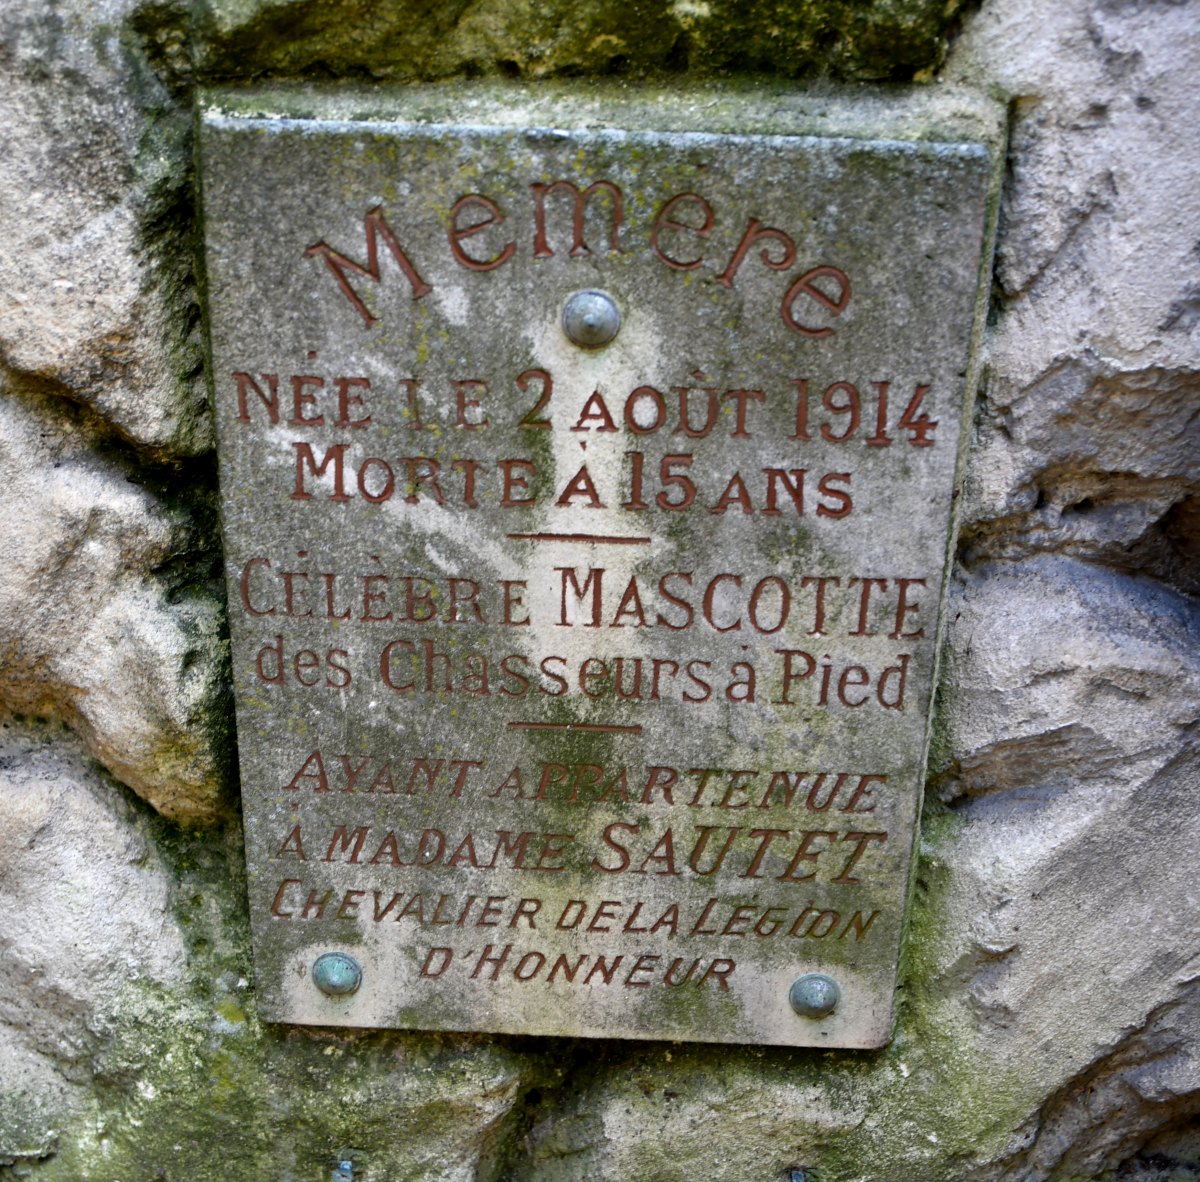 Mémère
NÉE LE 2 AOÛT 1914
MORTE À 15 ANS
CÉLÈBRE MASCOTTE
des Chasseurs à Pied
AYANT APPARTENUE
À MADAME SAUTET
CHEVALIER DE LA LÉGION
D'HONNEUR